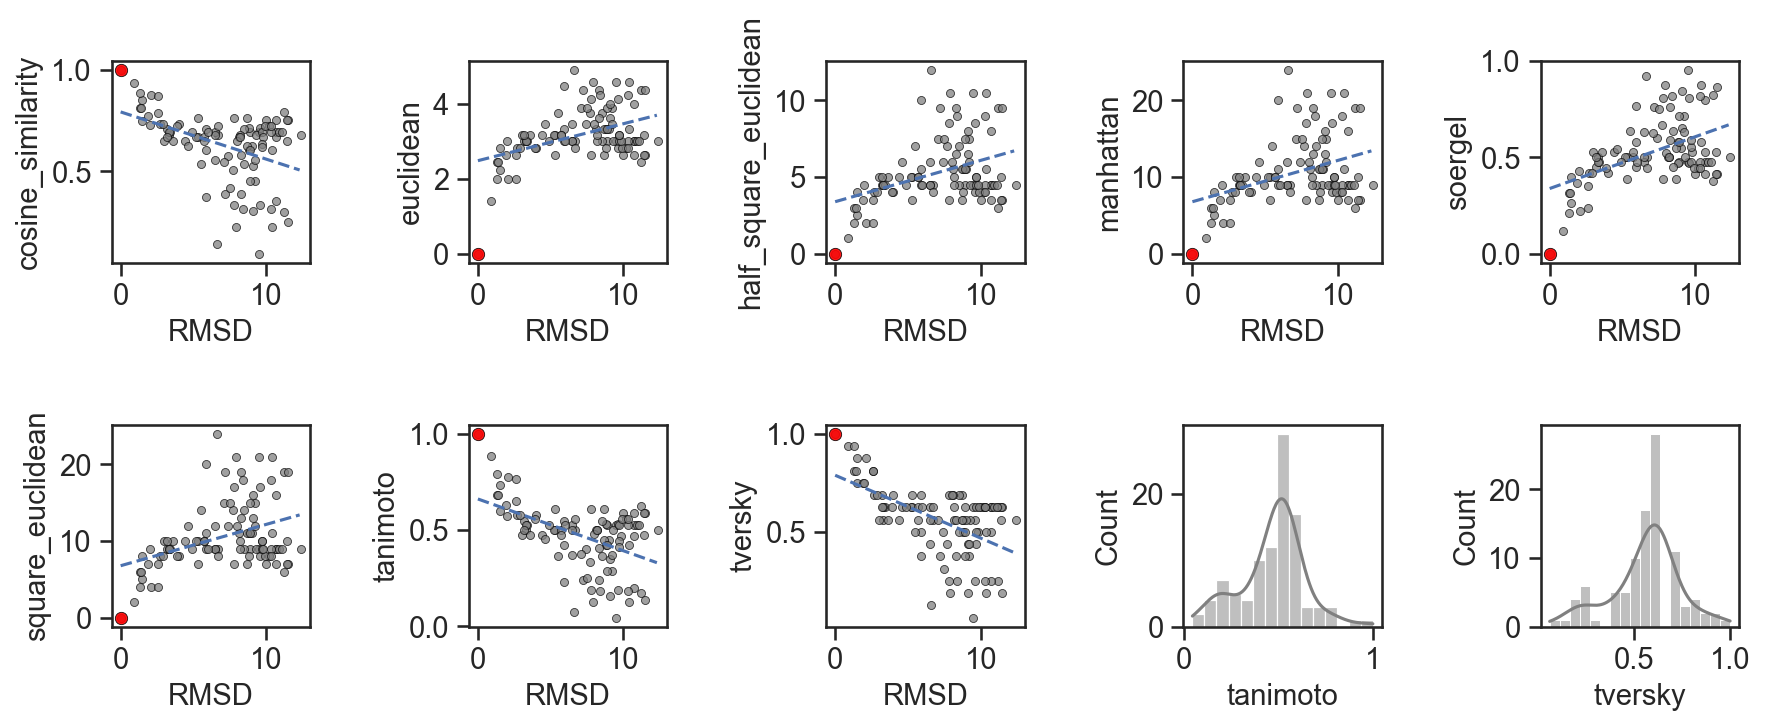 cosine_similarity
1.0
0.5
0 10
RMSD
euclidean
4
2
0
0 10
RMSD
half_square_euclidean
10
5
0
0 10
RMSD
manhattan
20
10
0
0 10
RMSD
soergel
1.0
0.5
0.0
0 10
RMSD
square_euclidean
20
10
0
0 10
RMSD
tanimoto
1.0
0.5
0.0
0 10
RMSD
tversky
1.0
0.5
0 10
RMSD
Count
20
0
0 1
tanimoto
Count
20
10
0
0.5 1.0
tversky